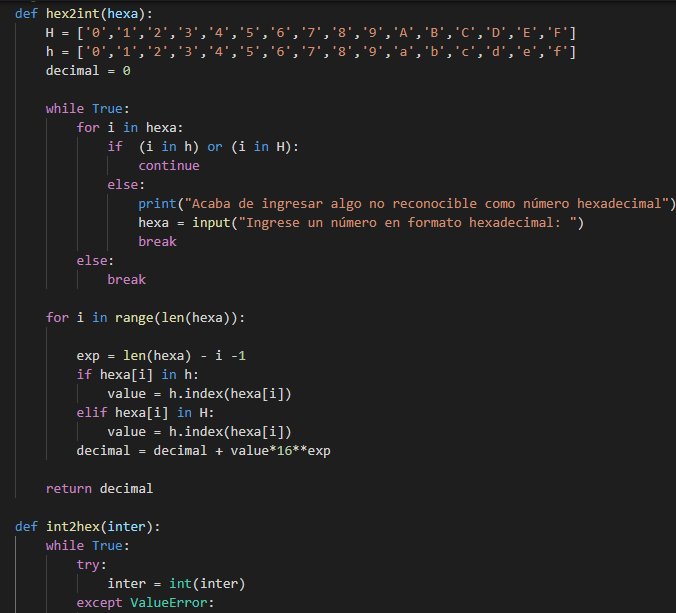 def hex2int(hexa):
    H = ['0','1','2','3','4','5','6','7','8','9','A','B','C','D','E','F']
    h = ['0','1','2','3','4','5','6','7','8','9','a','b','c','d','e','f']
    decimal = 0
    while True:
        for i in hexa:
            if  (i in h) or (i in H):
                continue
            else:
                print("Acaba de ingresar algo no reconocible como número hexadecimal")
                hexa = input("Ingrese un número en formato hexadecimal: ")
                break
        else:
            break
    for i in range(len(hexa)):
        exp = len(hexa) - i -1
        if hexa[i] in h:
            value = h.index(hexa[i])
        elif hexa[i] in H:
            value = h.index(hexa[i])
        decimal = decimal + value*16**exp
    return decimal
def int2hex(inter):
    while True:
        try:
            inter = int(inter)
        except ValueError: